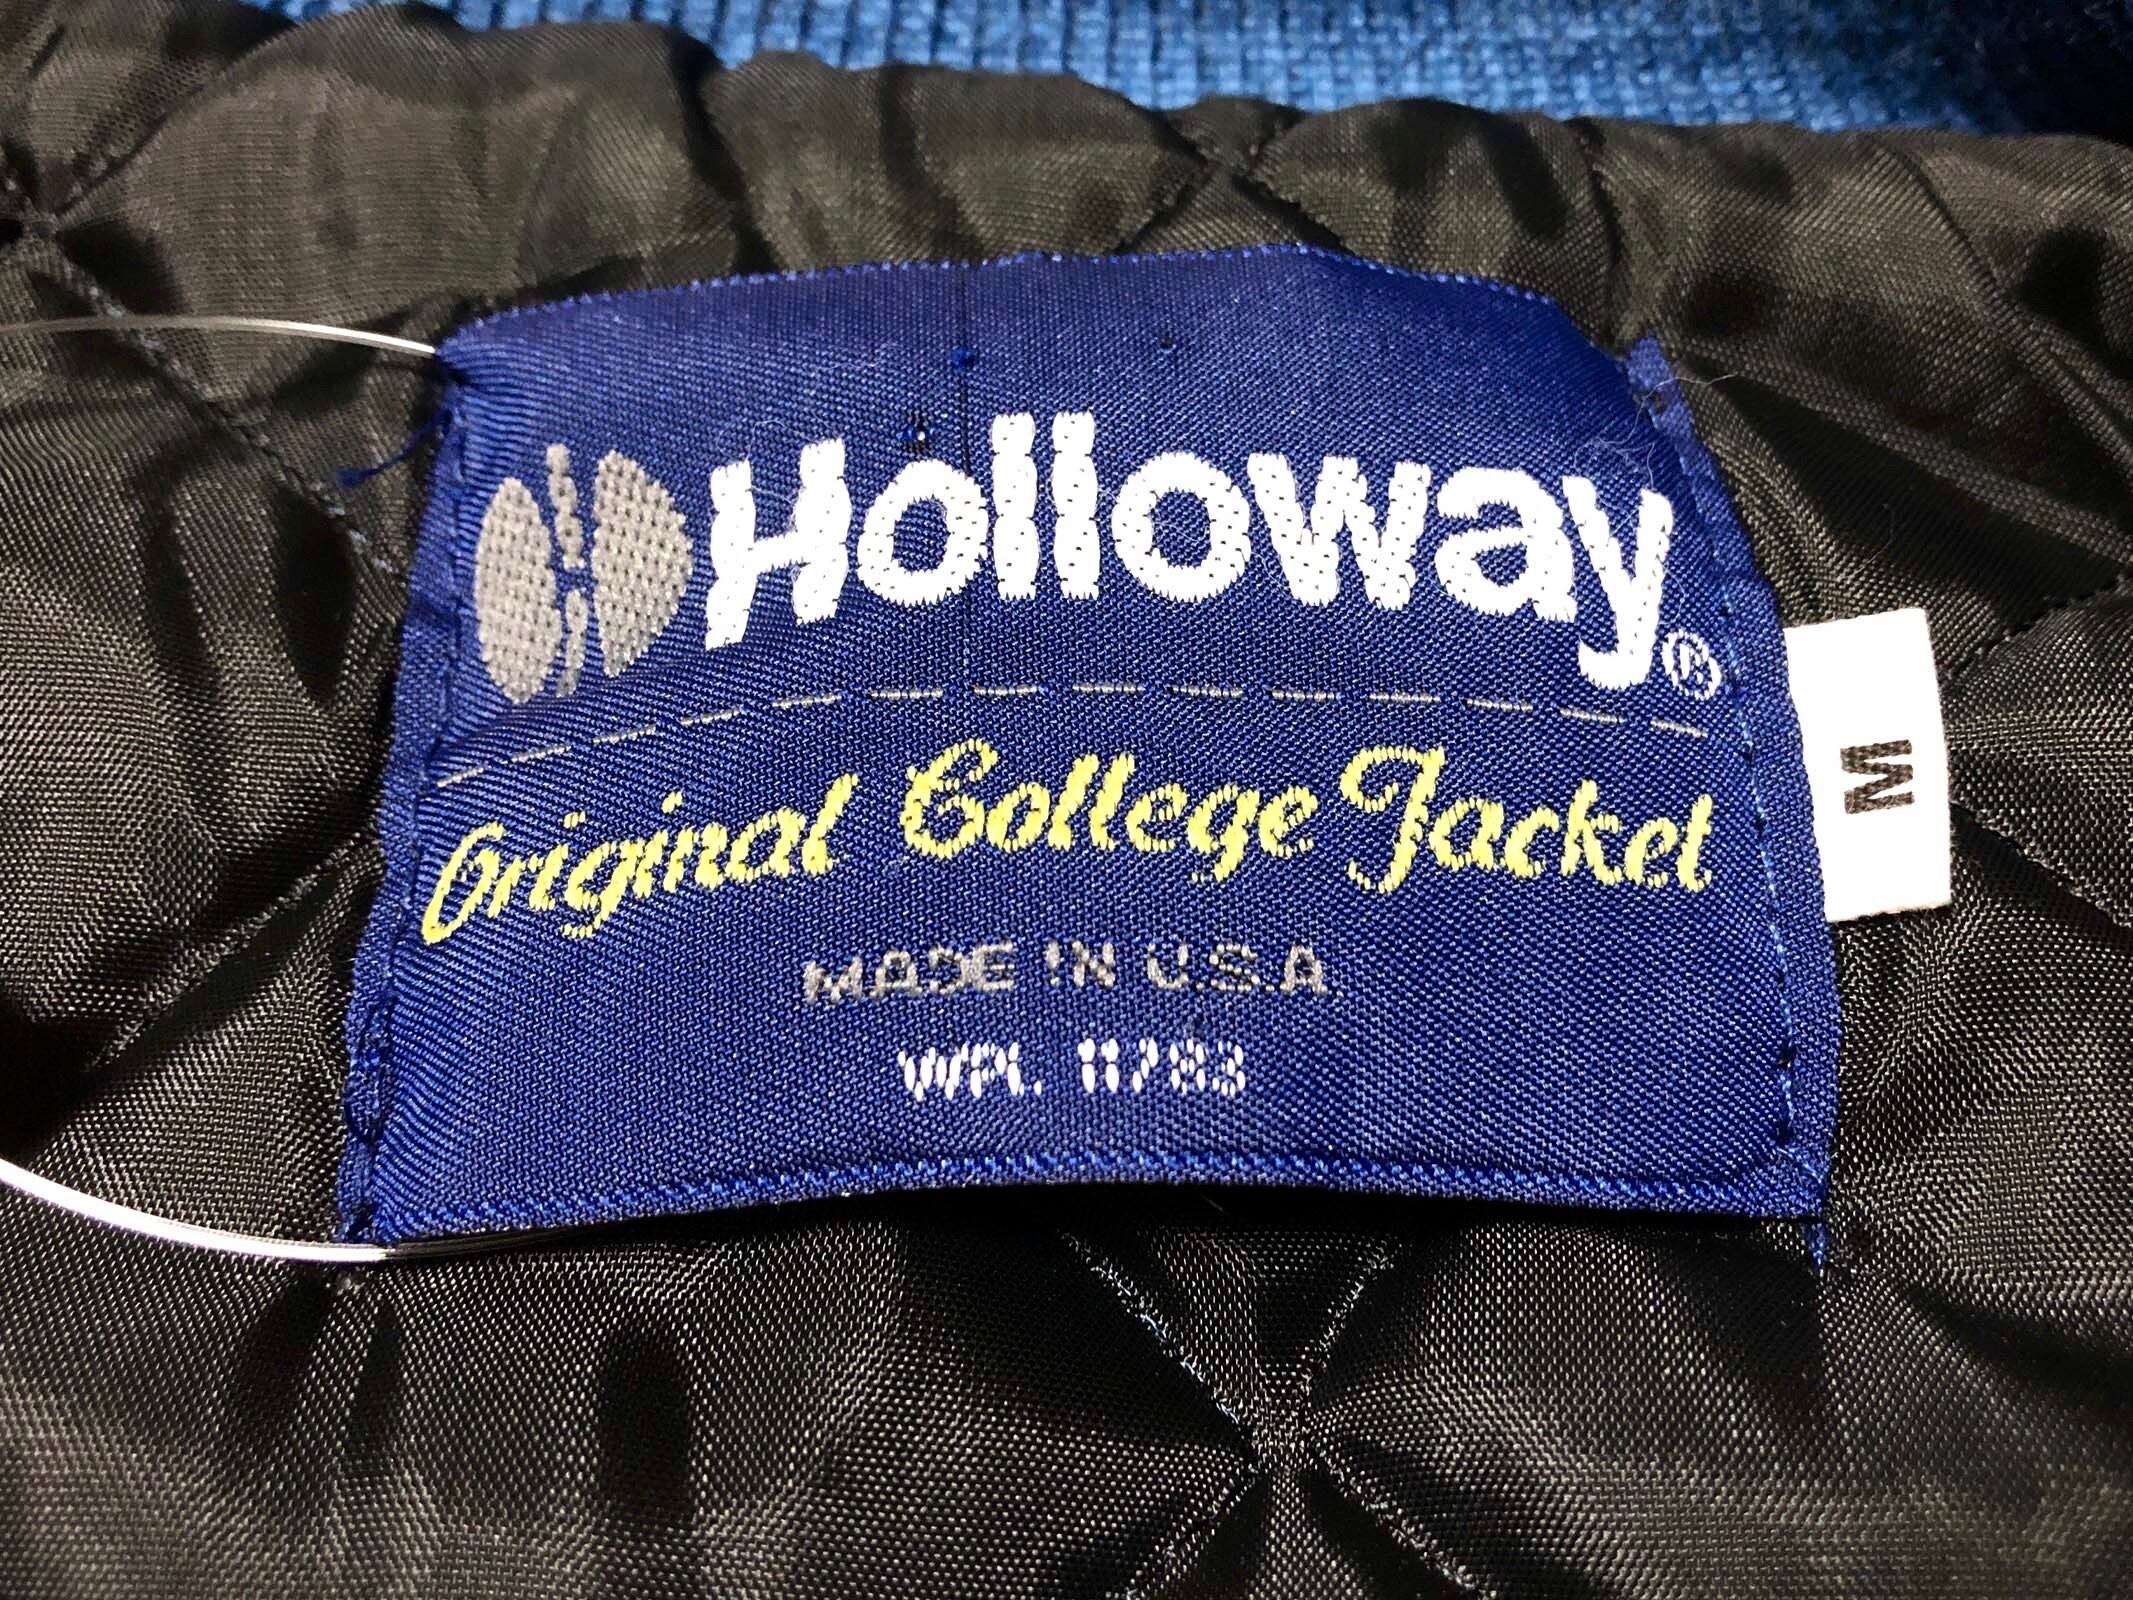 Holloway®
Original College Jacket
MADE IN U.S.A.
WPL 11783
M